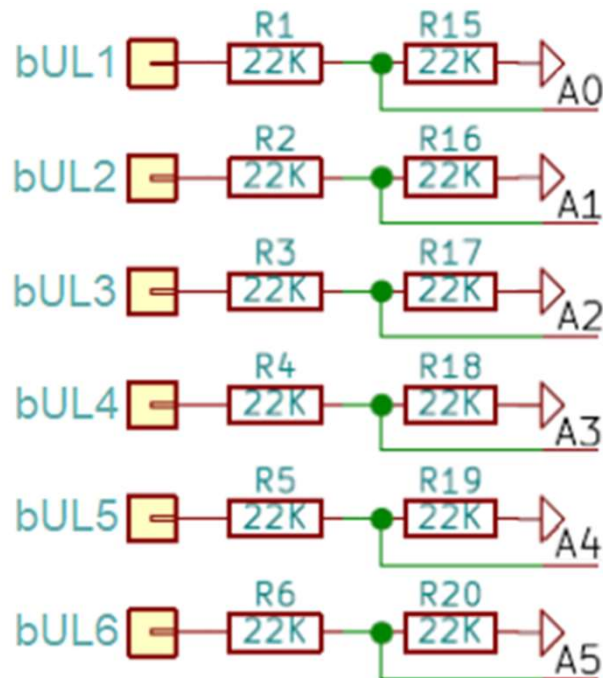 R1 R15
bUL1 22K 22K
A0
R2 R16
bUL2 22K 22K
A1
R3 R17
bUL3 22K 22K
A2
R4 R18
bUL4 22K 22K
A3
R5 R19
bUL5 22K 22K
A4
R6 R20
bUL6 22K 22K
A5